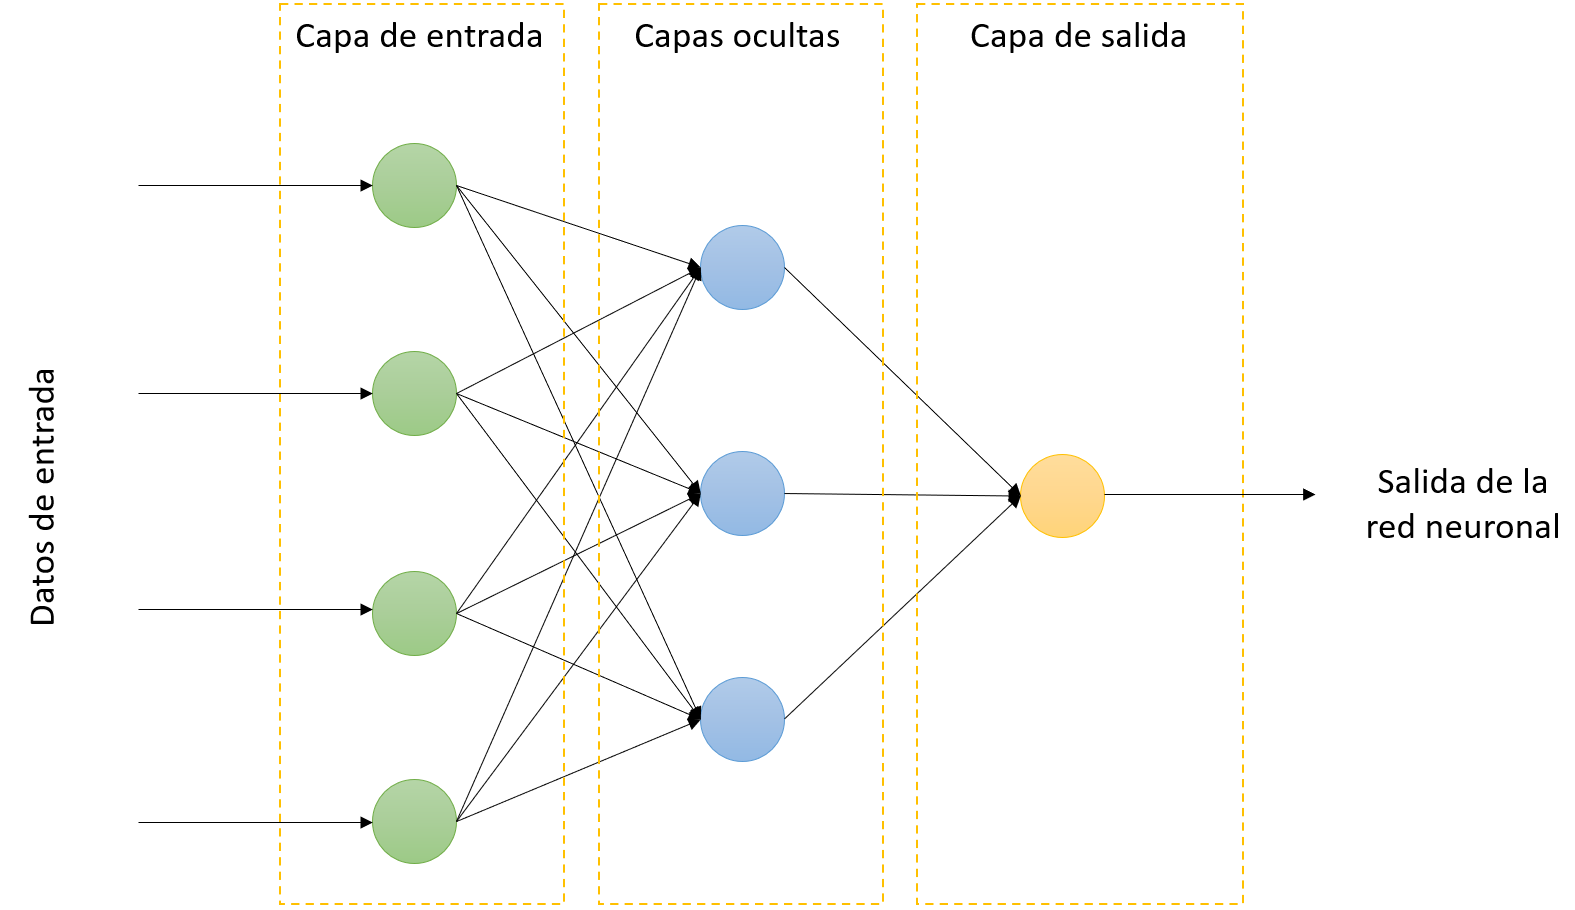 Capa de entrada
Capas ocultas
Capa de salida
Datos de entrada
Salida de la
red neuronal